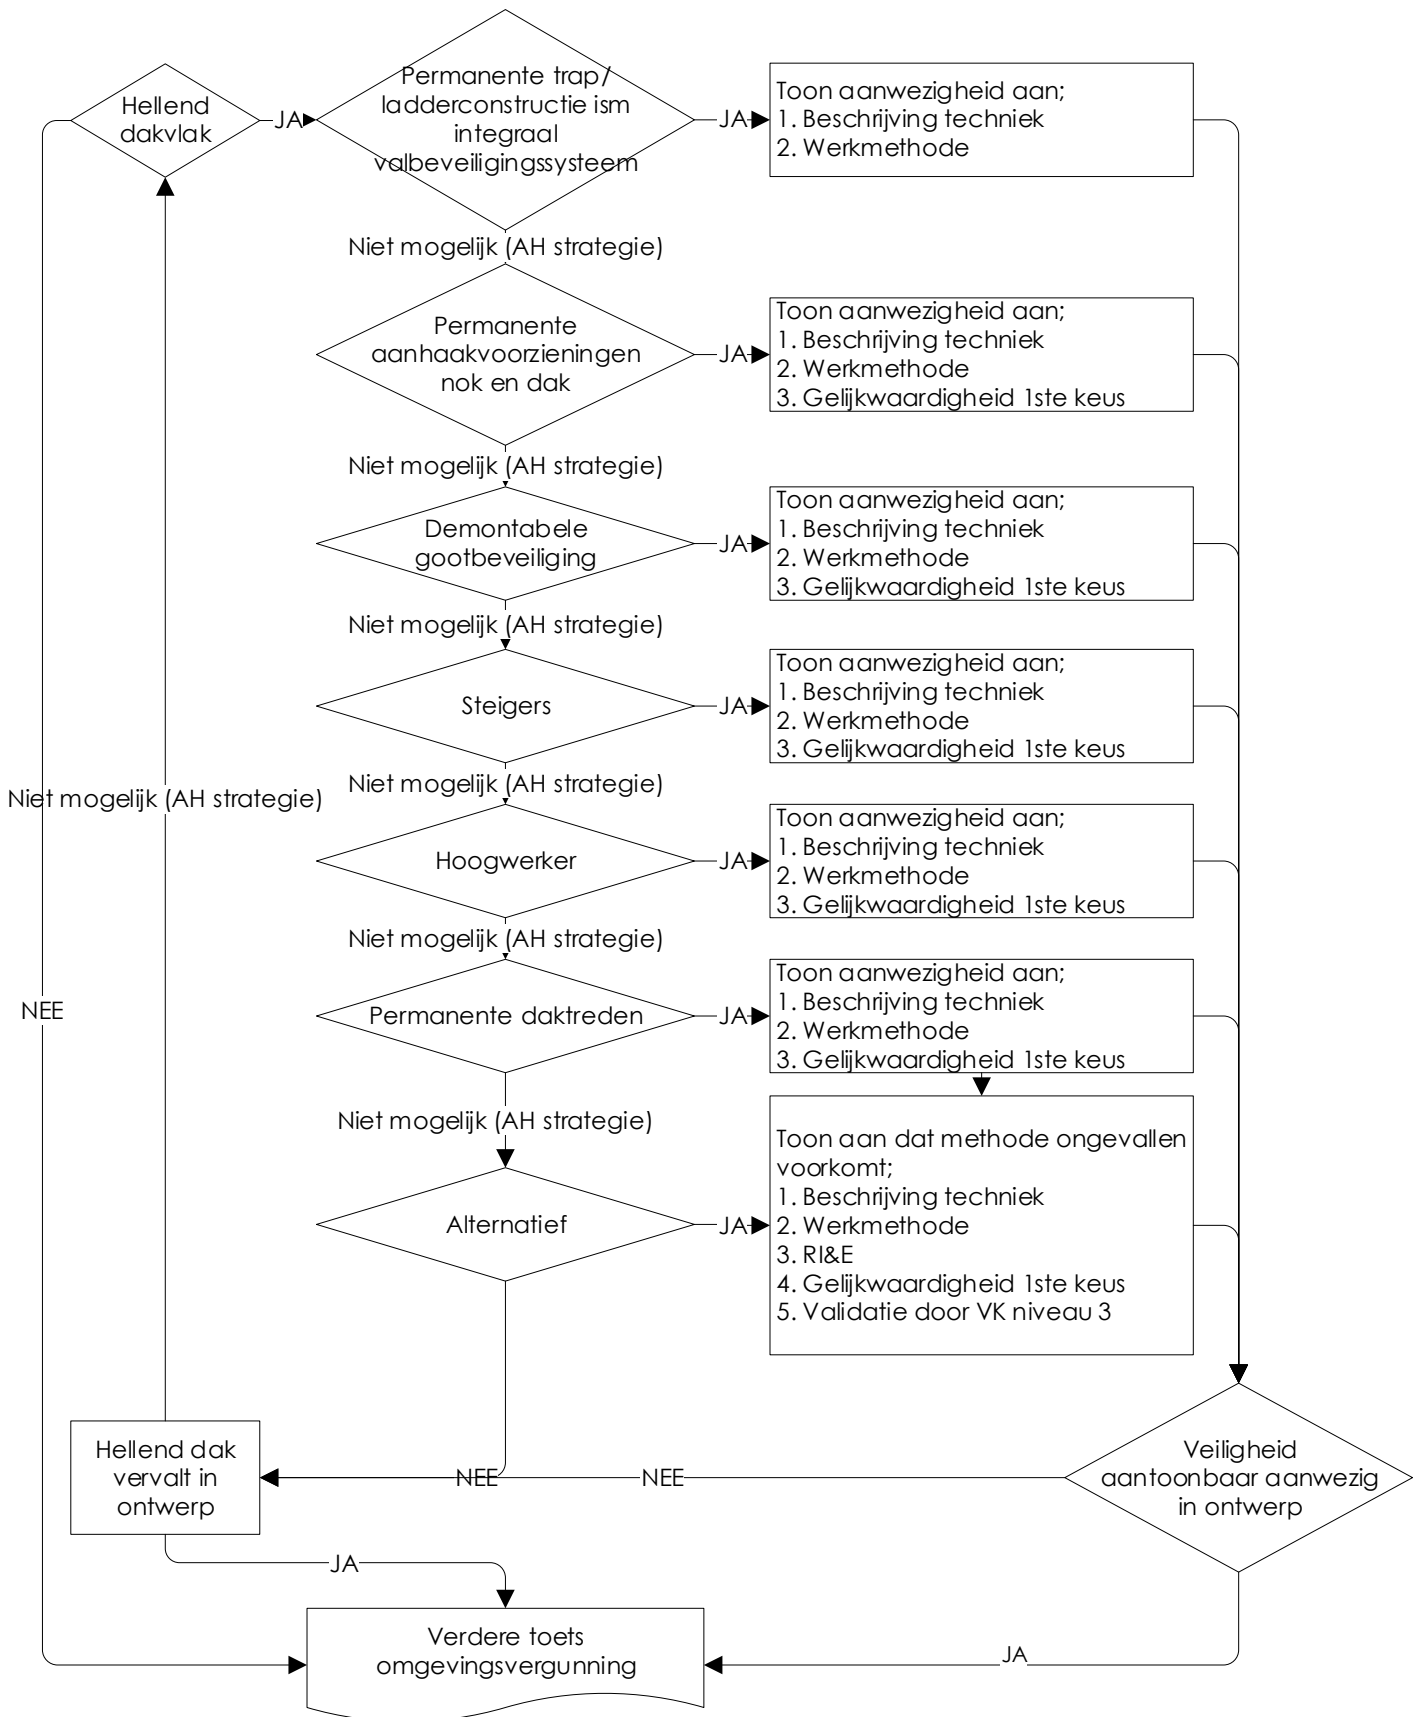 Hellend
dakvlak
JA
Permanente trap/
ladderconstructie ism
integraal
valbeveiligingssysteem
JA
Toon aanwezigheid aan;
1. Beschrijving techniek
2. Werkmethode
Niet mogelijk (AH strategie)
Permanente
aanhaakvoorzieningen
nok en dak
JA
Toon aanwezigheid aan;
1. Beschrijving techniek
2. Werkmethode
3. Gelijkwaardigheid 1ste keus
Niet mogelijk (AH strategie)
Demontabele
gootbeveiliging
JA
Toon aanwezigheid aan;
1. Beschrijving techniek
2. Werkmethode
3. Gelijkwaardigheid 1ste keus
Niet mogelijk (AH strategie)
Steigers
JA
Toon aanwezigheid aan;
1. Beschrijving techniek
2. Werkmethode
3. Gelijkwaardigheid 1ste keus
Niet mogelijk (AH strategie)
Niet mogelijk (AH strategie)
Hoogwerker
JA
Toon aanwezigheid aan;
1. Beschrijving techniek
2. Werkmethode
3. Gelijkwaardigheid 1ste keus
Niet mogelijk (AH strategie)
NEE
Permanente daktreden
JA
Toon aanwezigheid aan;
1. Beschrijving techniek
2. Werkmethode
3. Gelijkwaardigheid 1ste keus
Niet mogelijk (AH strategie)
Alternatief
JA
Toon aan dat methode ongevallen
voorkomt;
1. Beschrijving techniek
2. Werkmethode
3. RI&E
4. Gelijkwaardigheid 1ste keus
5. Validatie door VK niveau 3
Hellend dak
vervalt in
ontwerp
NEE
NEE
Veiligheid
aantoonbaar aanwezig
in ontwerp
JA
Verdere toets
omgevingsvergunning
JA